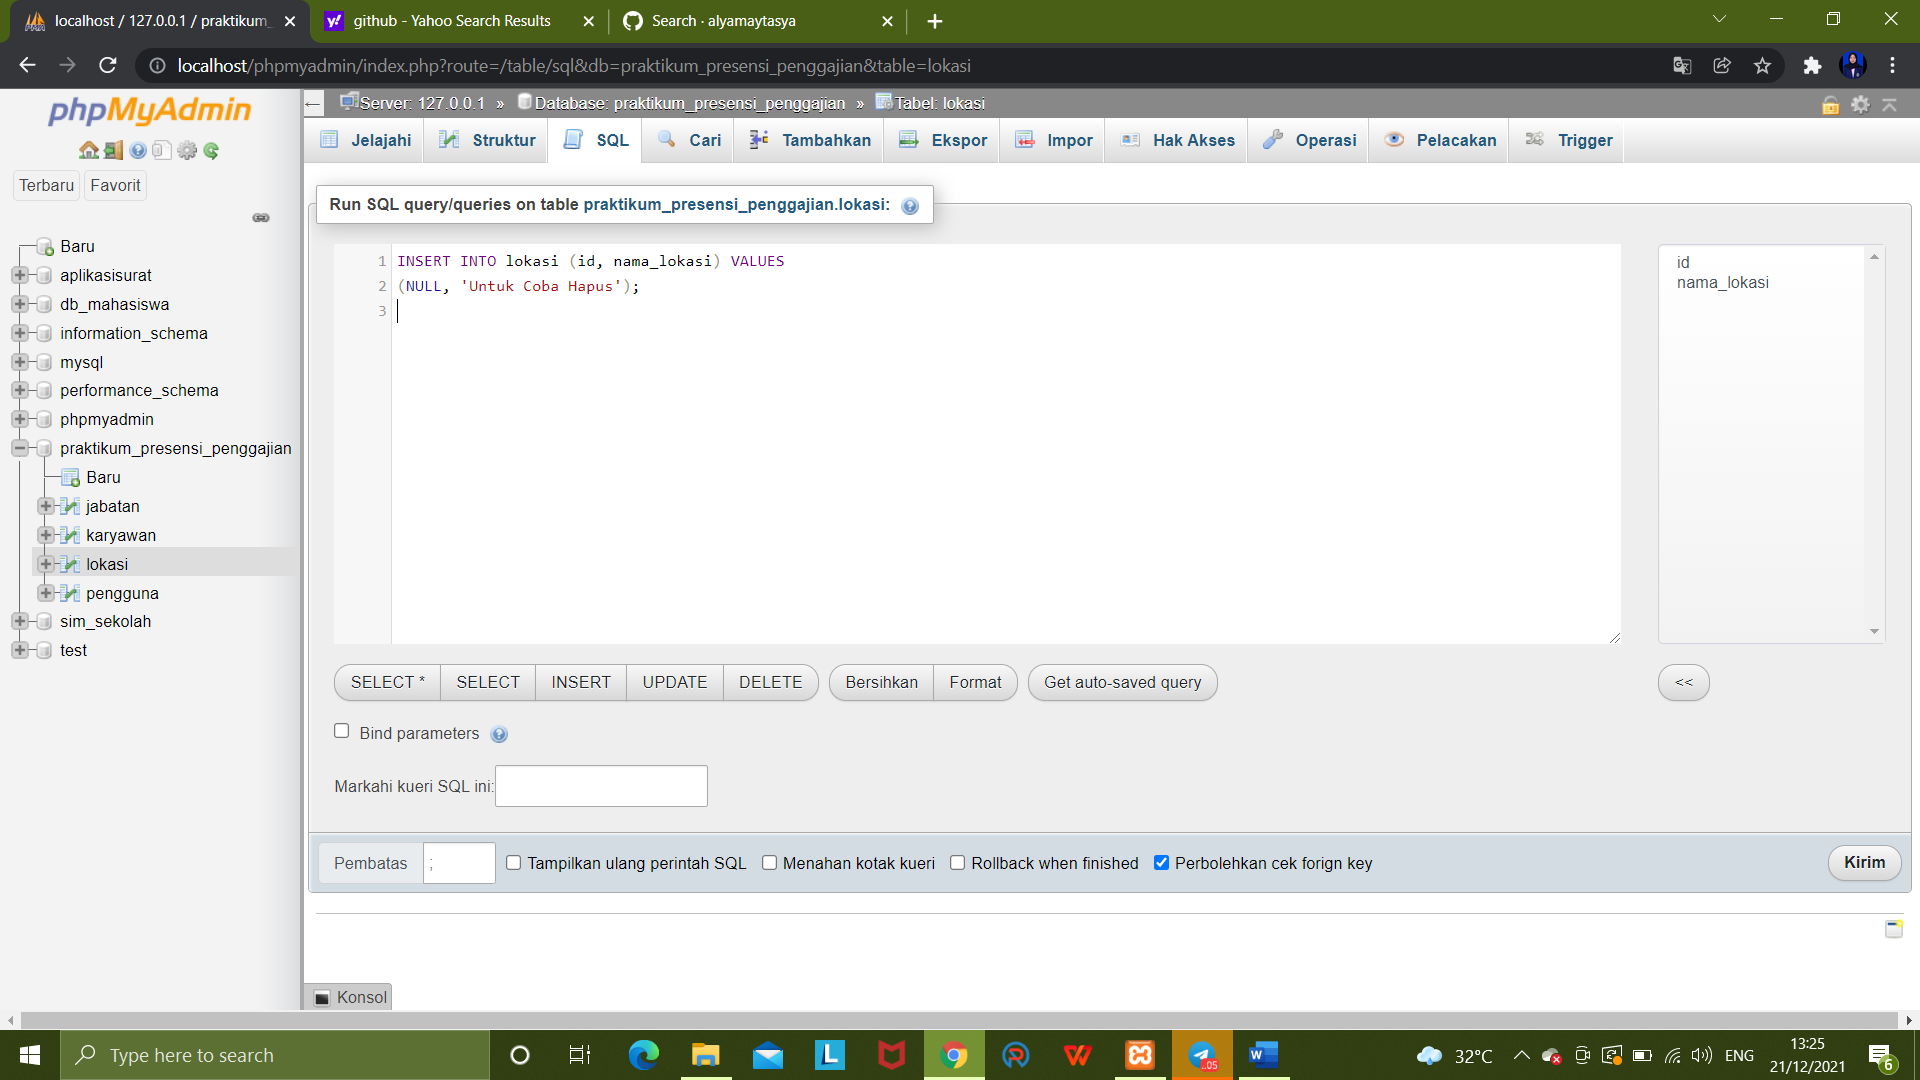 localhost / 127.0.0.1 / praktikum_
github - Yahoo Search Results
Search · alyamaytasya
localhost/phpmyadmin/index.php?route=/table/sql&db=praktikum_presensi_penggajian&table=lokasi
phpMyAdmin
Terbaru
Favorit
Baru
aplikasisurat
db_mahasiswa
information_schema
mysql
performance_schema
phpmyadmin
praktikum_presensi_penggajian
Baru
jabatan
karyawan
lokasi
pengguna
sim_sekolah
test
Server: 127.0.0.1 » Database: praktikum_presensi_penggajian » Tabel: lokasi
Jelajahi
Struktur
SQL
Cari
Tambahkan
Ekspor
Impor
Hak Akses
Operasi
Pelacakan
Trigger
Run SQL query/queries on table praktikum_presensi_penggajian.lokasi:
1 INSERT INTO lokasi (id, nama_lokasi) VALUES
2 (NULL, 'Untuk Coba Hapus');
3
id
nama_lokasi
SELECT *
SELECT
INSERT
UPDATE
DELETE
Bersihkan
Format
Get auto-saved query
<<
Bind parameters
Markahi kueri SQL ini:
Pembatas
;
Tampilkan ulang perintah SQL
Menahan kotak kueri
Rollback when finished
Perbolehkan cek forign key
Kirim
Konsol
Type here to search
L
..05
32°C
ENG
13:25
21/12/2021
6